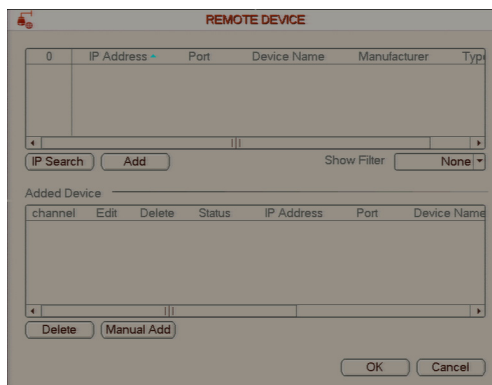 REMOTE DEVICE
0 IP Address Port Device Name Manufacturer Type
IP Search Add Show Filter None
Added Device
channel Edit Delete Status IP Address Port Device Name
Delete Manual Add
OK Cancel